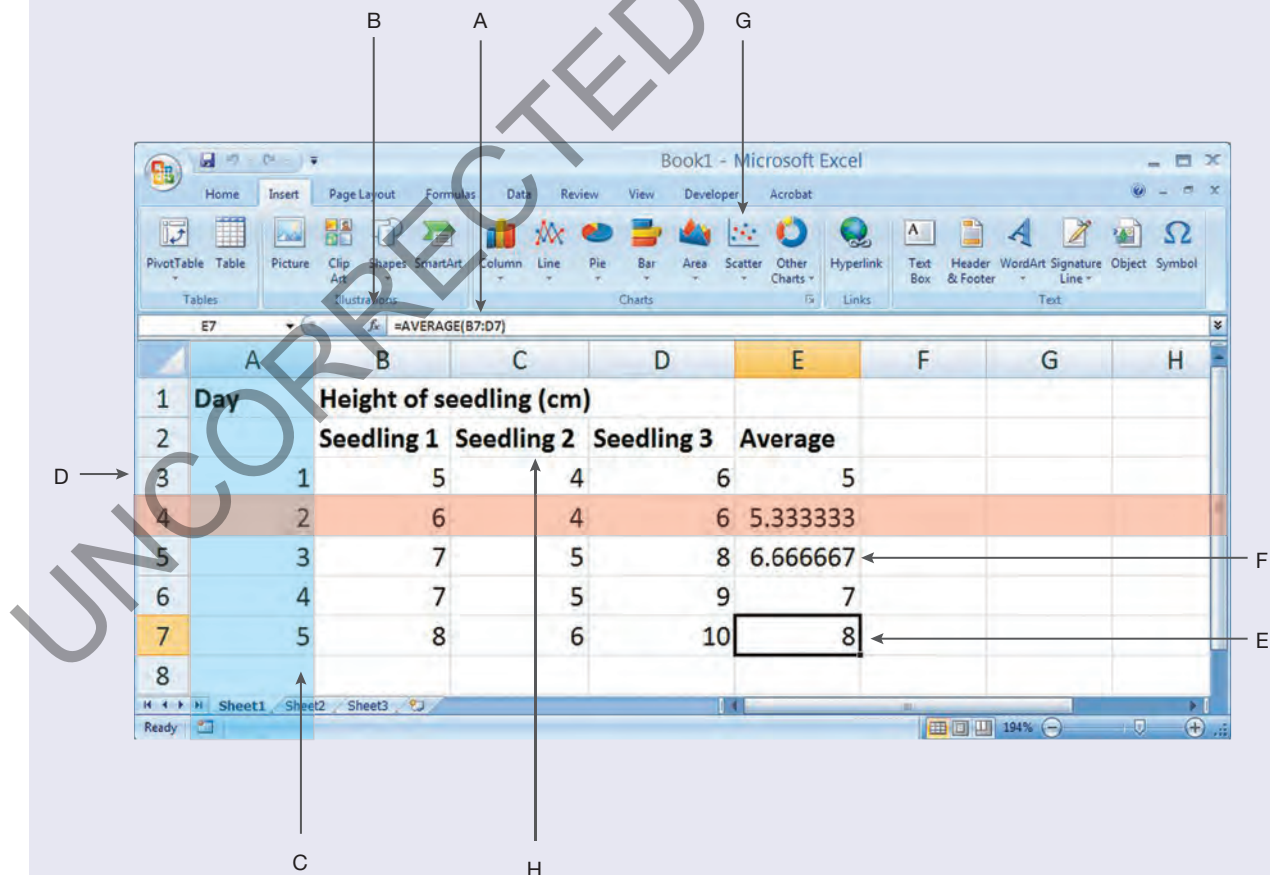 B A G
Book1 - Microsoft Excel
Home Insert Page Layout Formulas Data Review View Developer Acrobat
PivotTable Table Picture Clip Art Shapes SmartArt Column Line Pie Bar Area Scatter Other Charts Hyperlink Text Box Header & Footer WordArt Signature Line Object Symbol
Tables Illustrations Charts Links Text
E7 fx =AVERAGE(B7:D7)
A B C D E F G H
1 Day Height of seedling (cm)
2 Seedling 1 Seedling 2 Seedling 3 Average
D 3 1 5 4 6 5
4 2 6 4 6 5.333333
5 3 7 5 8 6.666667 F
6 4 7 5 9 7
7 5 8 6 10 8 E
8
Sheet1 Sheet2 Sheet3
Ready 194%
C H
UNCORRECTED